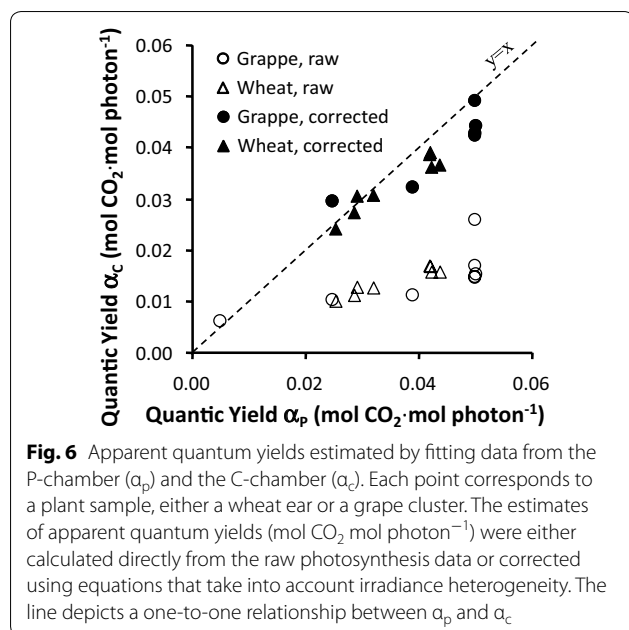 0.06
0.05
0.04
0.03
0.02
0.01
0.00
Quantic Yield αC (mol CO2·mol photon-1)
Grappe, raw
Wheat, raw
Grappe, corrected
Wheat, corrected
y=x
0.00 0.02 0.04 0.06
Quantic Yield αP (mol CO2·mol photon-1)
Fig. 6 Apparent quantum yields estimated by fitting data from the
P-chamber (αp) and the C-chamber (αc). Each point corresponds to
a plant sample, either a wheat ear or a grape cluster. The estimates
of apparent quantum yields (mol CO2 mol photon−1) were either
calculated directly from the raw photosynthesis data or corrected
using equations that take into account irradiance heterogeneity. The
line depicts a one-to-one relationship between αp and αc